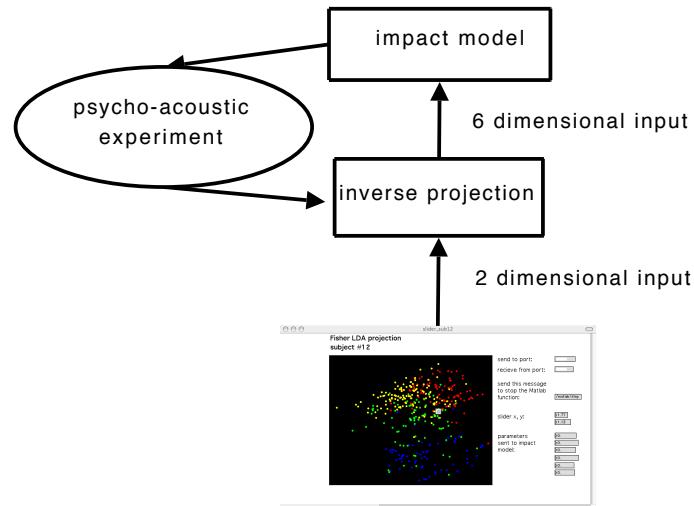 impact model
psycho-acoustic
experiment
6 dimensional input
inverse projection
2 dimensional input
slider_sub12
Fisher LDA projection
subject #12
send to port:
recieve from port:
send this message
to stop the Matlab
function:
slider x, y:
parameters
sent to impact
model: